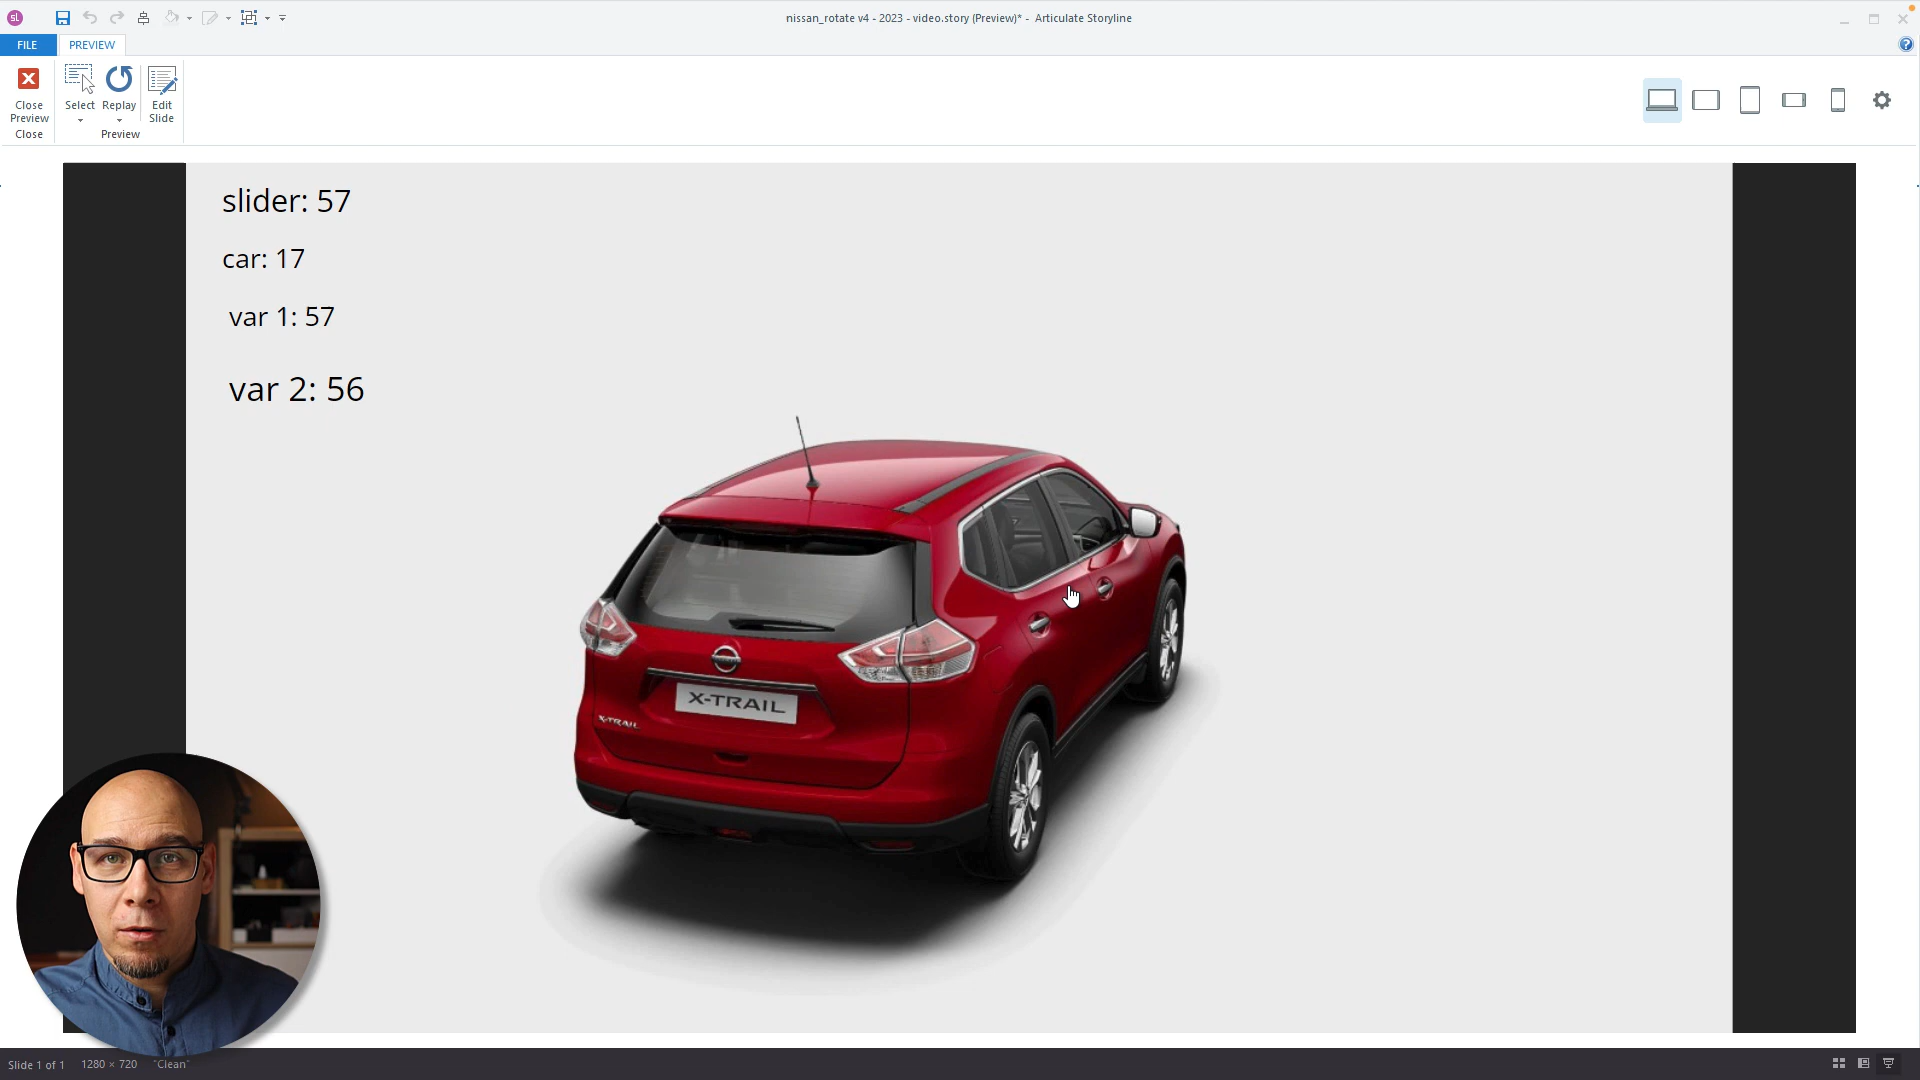 nissan_rotate v4 - 2023 - video.story (Preview)* - Articulate Storyline
FILE
PREVIEW
Close Preview
Select
Replay
Edit Slide
Close
Preview
slider: 57
car: 17
var 1: 57
var 2: 56
X-TRAIL
X-TRAIL
Slide 1 of 1
1280 × 720
"Clean"